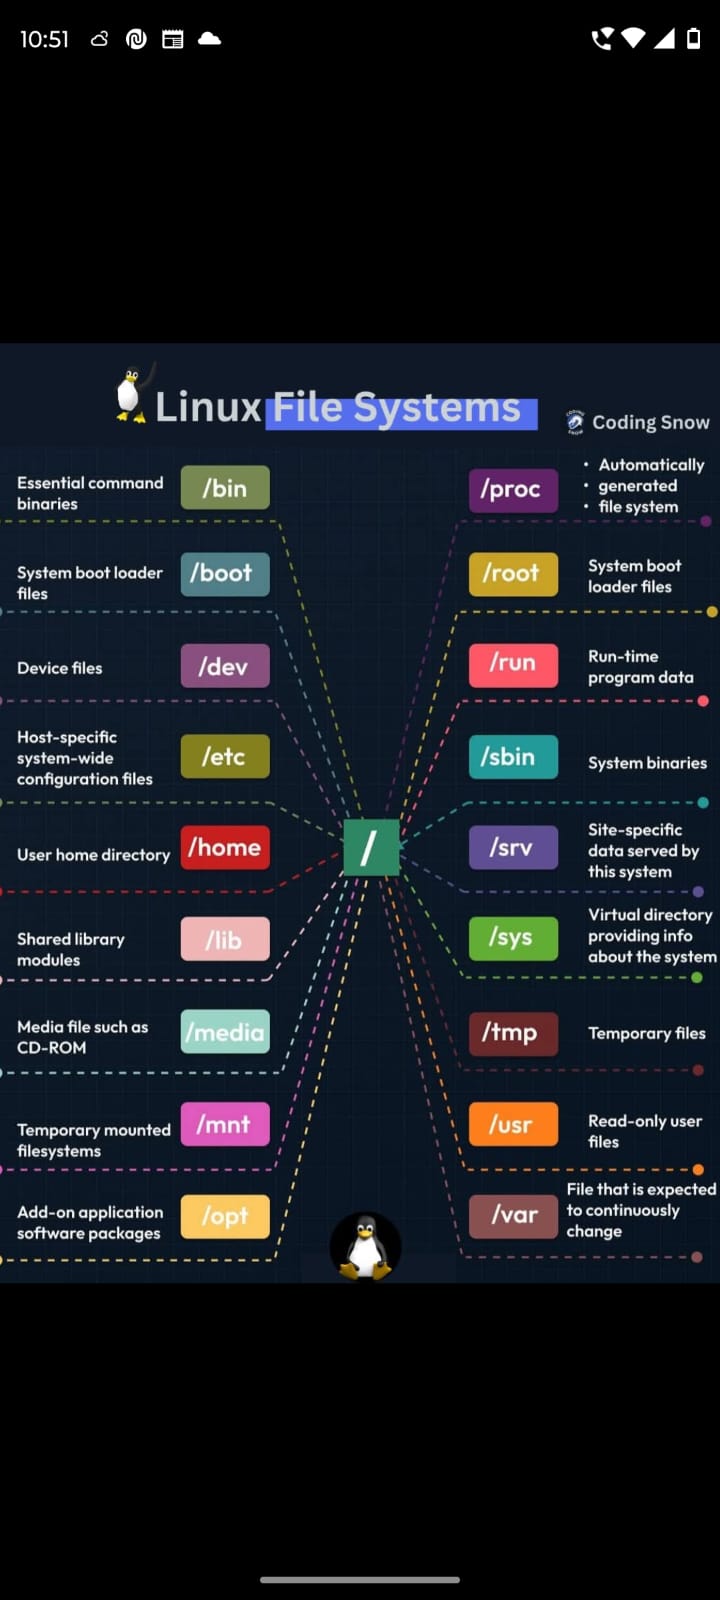 10:51
Linux File Systems
Coding Snow
Essential command
binaries
/bin
System boot loader
files
/boot
Device files
/dev
Host-specific
system-wide
configuration files
/etc
User home directory
/home
Shared library
modules
/lib
Media file such as
CD-ROM
/media
Temporary mounted
filesystems
/mnt
Add-on application
software packages
/opt
/
/proc
• Automatically
• generated
• file system
/root
System boot
loader files
/run
Run-time
program data
/sbin
System binaries
/srv
Site-specific
data served by
this system
/sys
Virtual directory
providing info
about the system
/tmp
Temporary files
/usr
Read-only user
files
/var
File that is expected
to continuously
change